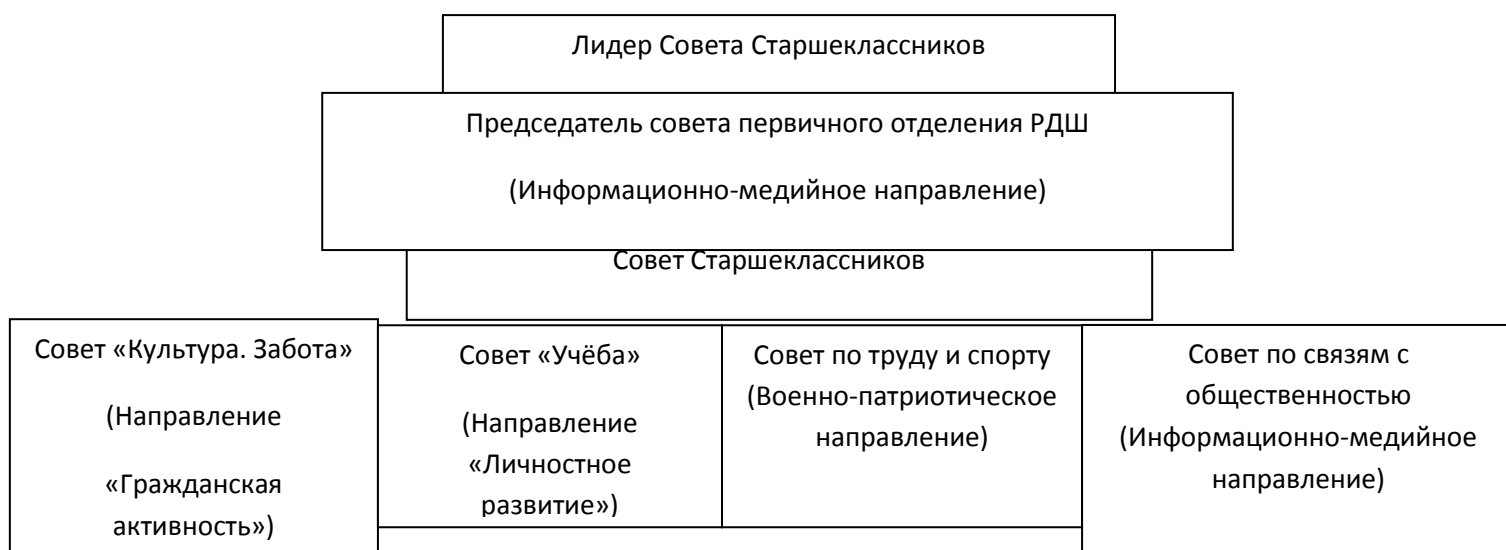 Лидер Совета Старшеклассников
Председатель совета первичного отделения РДШ
(Информационно-медийное направление)
Совет Старшеклассников
Совет «Культура. Забота»
(Направление
«Гражданская
активность»)
Совет «Учёба»
(Направление
«Личностное
развитие»)
Совет по труду и спорту
(Военно-патриотическое
направление)
Совет по связям с
общественностью
(Информационно-медийное
направление)